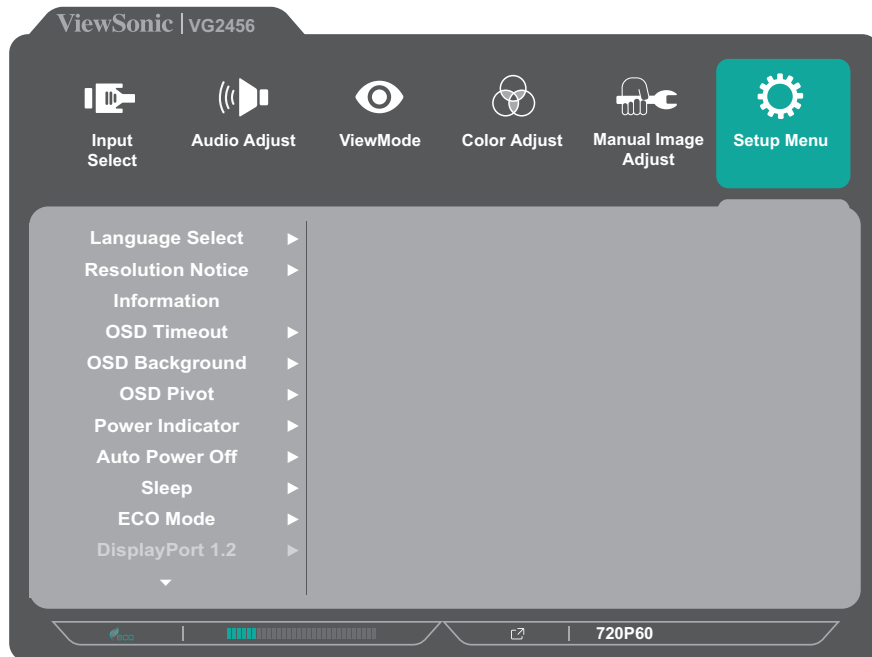 ViewSonic | VG2456
Input
Select
Audio Adjust
ViewMode
Color Adjust
Manual Image
Adjust
Setup Menu
Language Select
Resolution Notice
Information
OSD Timeout
OSD Background
OSD Pivot
Power Indicator
Auto Power Off
Sleep
ECO Mode
DisplayPort 1.2
eco
720P60